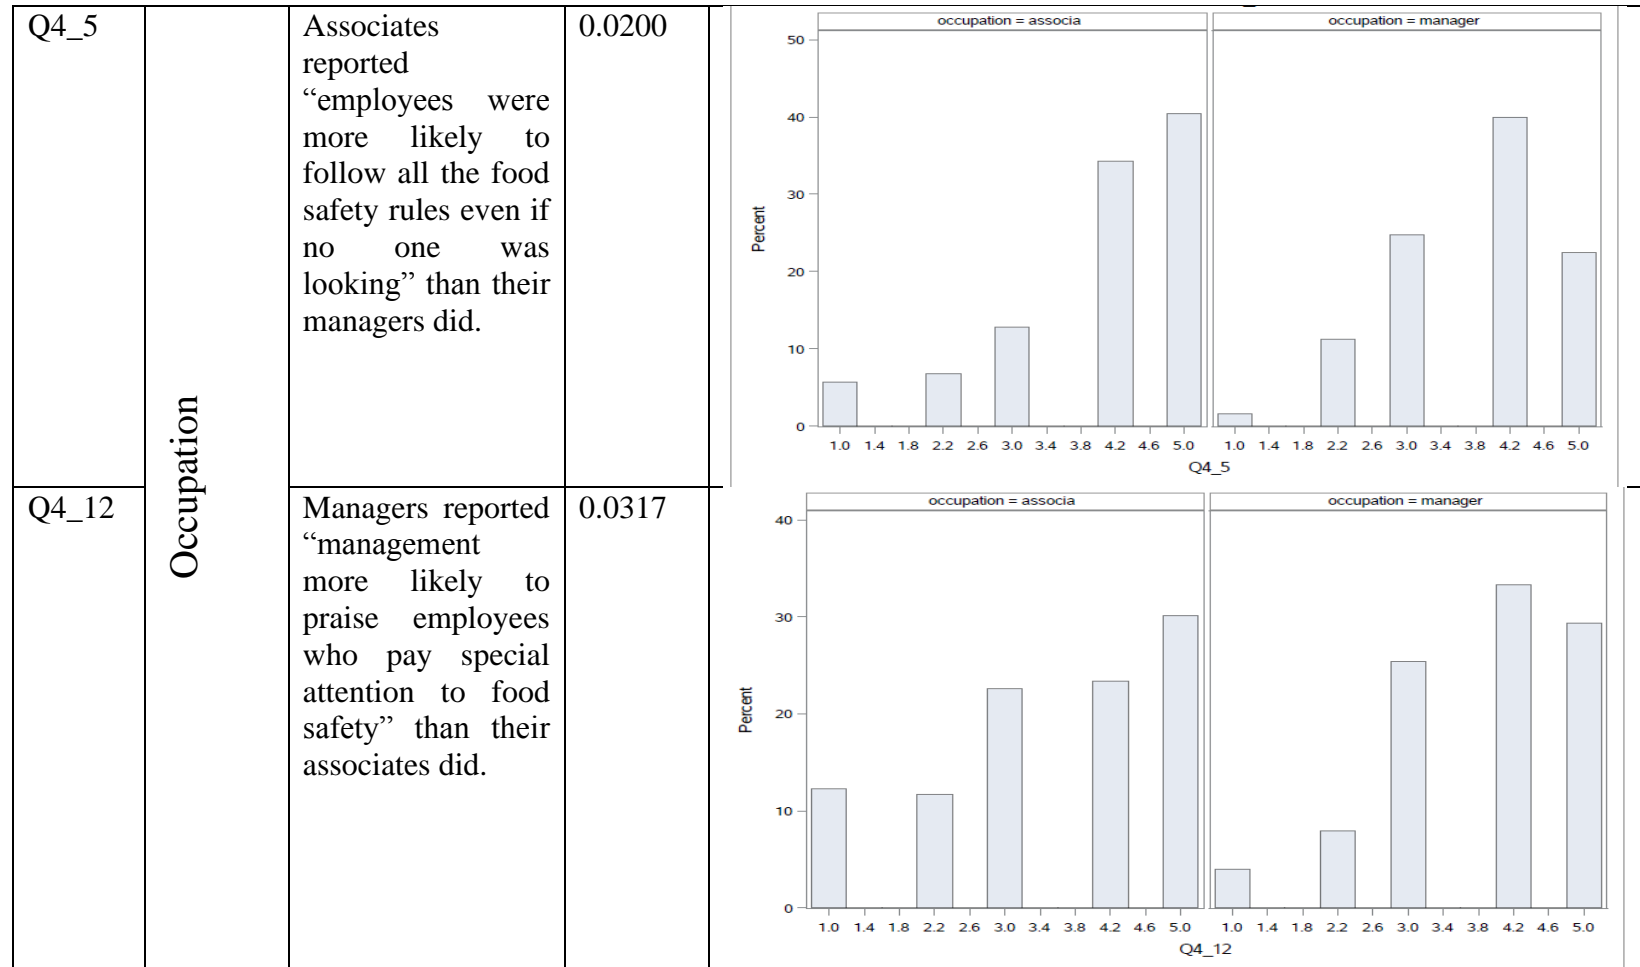 Q4_5
Occupation
Associates
reported
“employees were
more likely to
follow all the food
safety rules even if
no one was
looking” than their
managers did.
0.0200
occupation = associa
occupation = manager
50
40
30
20
10
0
Percent
1.0 1.4 1.8 2.2 2.6 3.0 3.4 3.8 4.2 4.6 5.0
1.0 1.4 1.8 2.2 2.6 3.0 3.4 3.8 4.2 4.6 5.0
Q4_5
Q4_12
Managers reported
“management
more likely to
praise employees
who pay special
attention to food
safety” than their
associates did.
0.0317
occupation = associa
occupation = manager
40
30
20
10
0
Percent
1.0 1.4 1.8 2.2 2.6 3.0 3.4 3.8 4.2 4.6 5.0
1.0 1.4 1.8 2.2 2.6 3.0 3.4 3.8 4.2 4.6 5.0
Q4_12